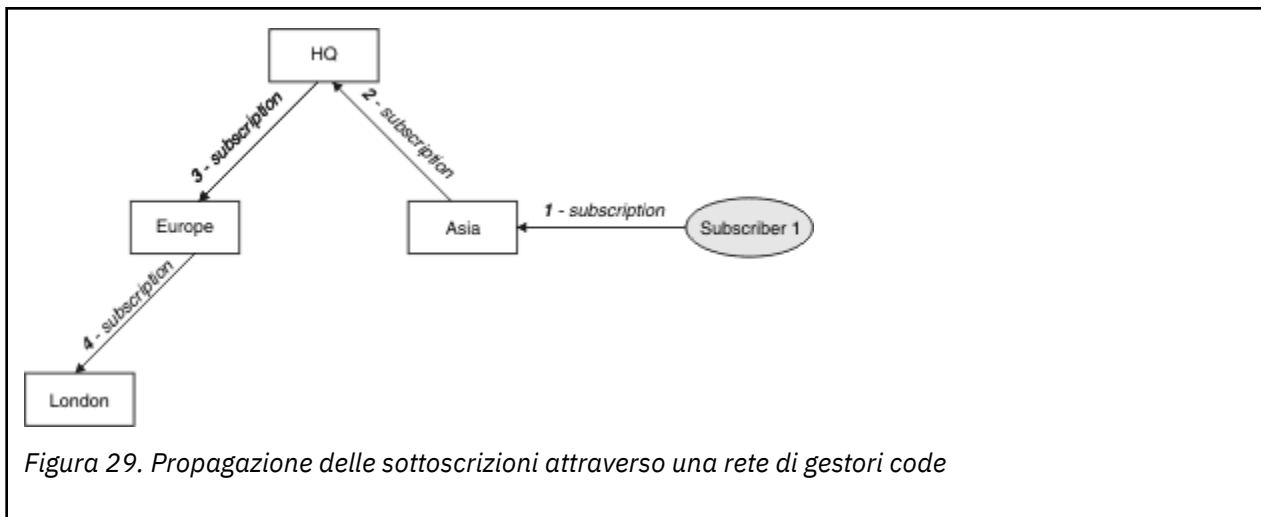 HQ
2 - subscription
3 - subscription
Europe
Asia
1 - subscription
Subscriber 1
4 - subscription
London
Figura 29. Propagazione delle sottoscrizioni attraverso una rete di gestori code